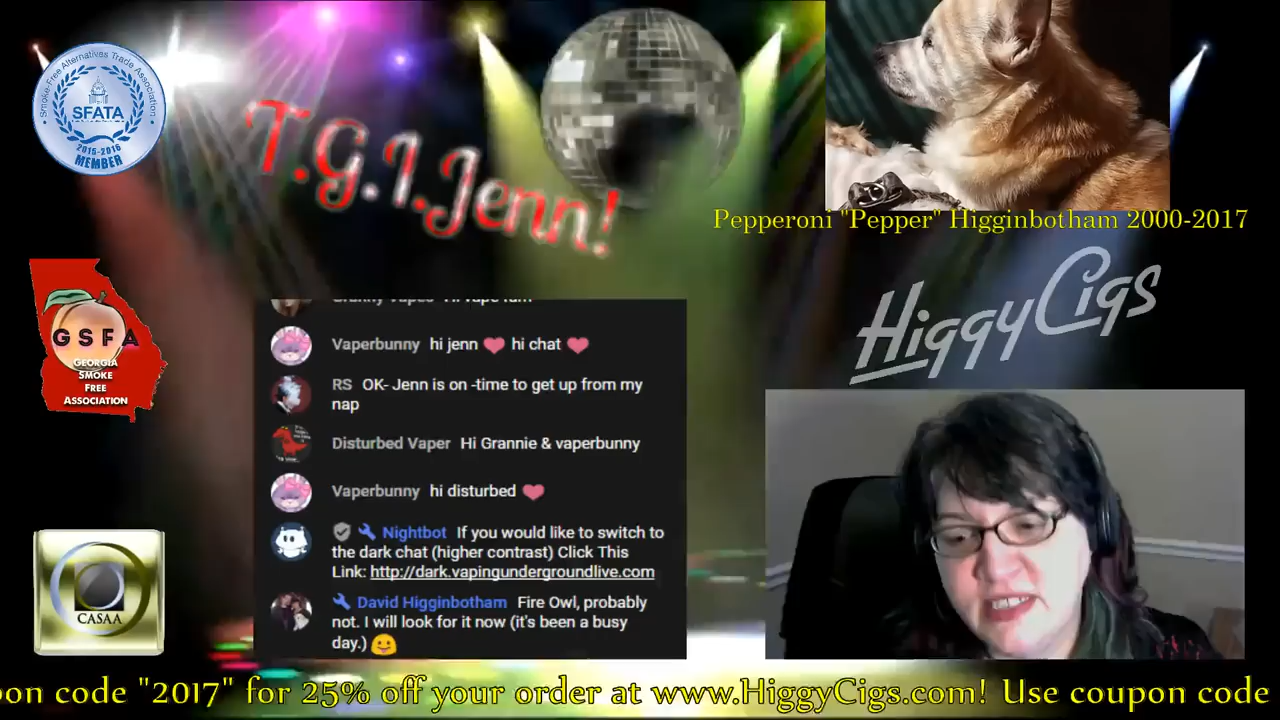 Smoke-Free Alternatives Trade Association
SFATA
2015-2016
MEMBER
T.G.I.Jenn!
Pepperoni "Pepper" Higginbotham 2000-2017
GSFA
GEORGIA
SMOKE
FREE
ASSOCIATION
HiggyCigs
Vaperbunny hi jenn ❤ hi chat ❤
RS OK- Jenn is on -time to get up from my
nap
Disturbed Vaper Hi Grannie & vaperbunny
Vaperbunny hi disturbed ❤
Nightbot If you would like to switch to
the dark chat (higher contrast) Click This
Link: http://dark.vapingundergroundlive.com
David Higginbotham Fire Owl, probably
not. I will look for it now (it's been a busy
day.) 😀
CASAA
on code "2017" for 25% off your order at www.HiggyCigs.com! Use coupon code